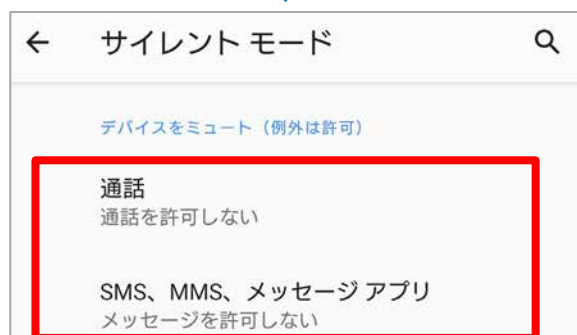 サイレント モード
デバイスをミュート（例外は許可）
通話
通話を許可しない
SMS、MMS、メッセージ アプリ
メッセージを許可しない